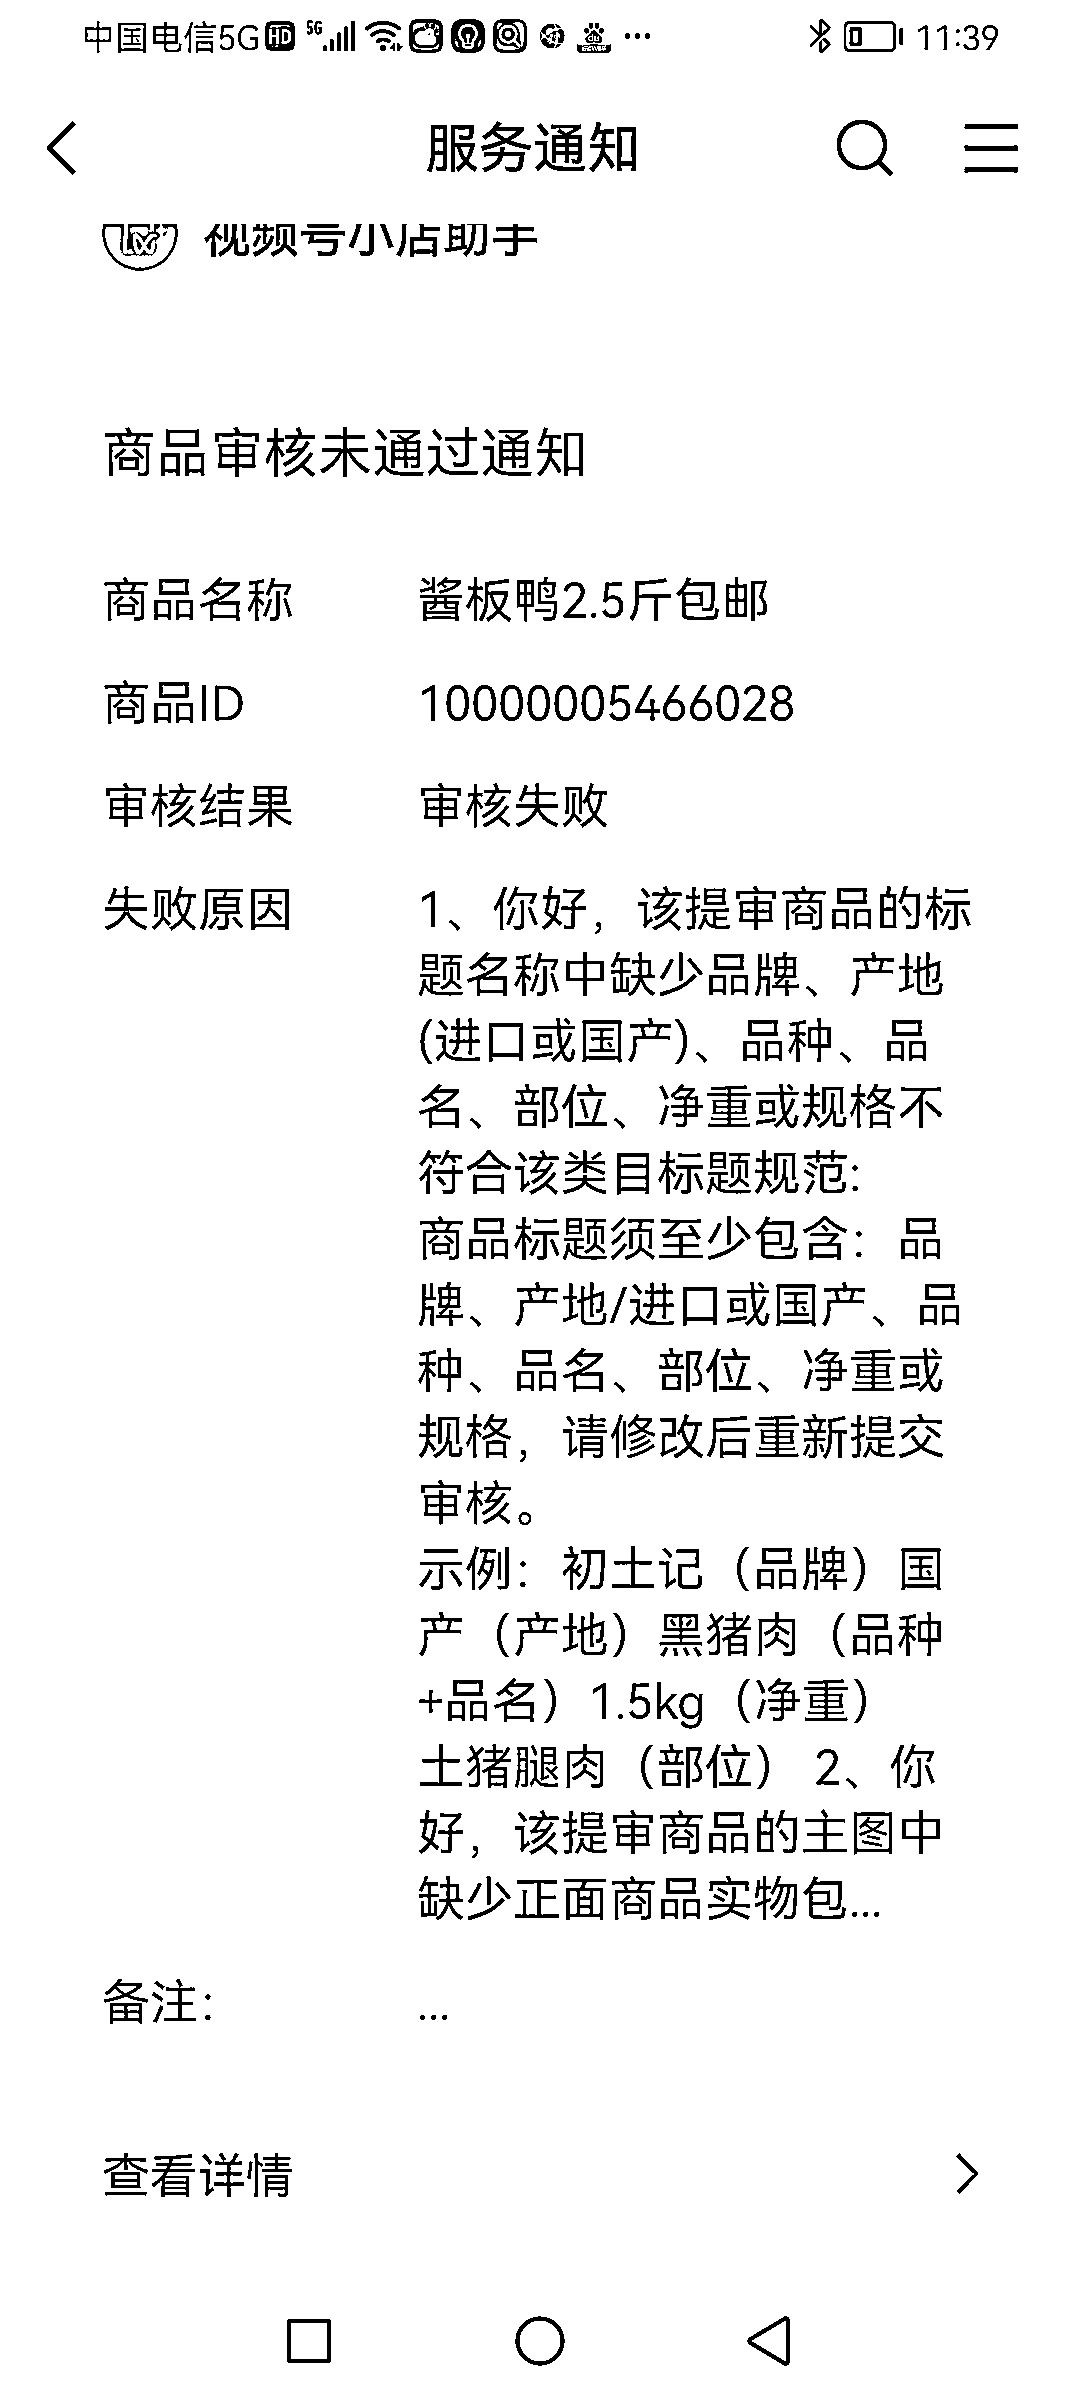 中国电信5G HD 5G 11:39
服务通知
视频号小店助手
商品审核未通过通知
商品名称 酱板鸭2.5斤包邮
商品ID 10000005466028
审核结果 审核失败
失败原因 1、你好，该提审商品的标
题名称中缺少品牌、产地
(进口或国产)、品种、品
名、部位、净重或规格不
符合该类目标题规范:
商品标题须至少包含：品
牌、产地/进口或国产、品
种、品名、部位、净重或
规格，请修改后重新提交
审核。
示例：初土记（品牌）国
产（产地）黑猪肉（品种
+品名）1.5kg（净重）
土猪腿肉（部位） 2、你
好，该提审商品的主图中
缺少正面商品实物包...
备注： ...
查看详情